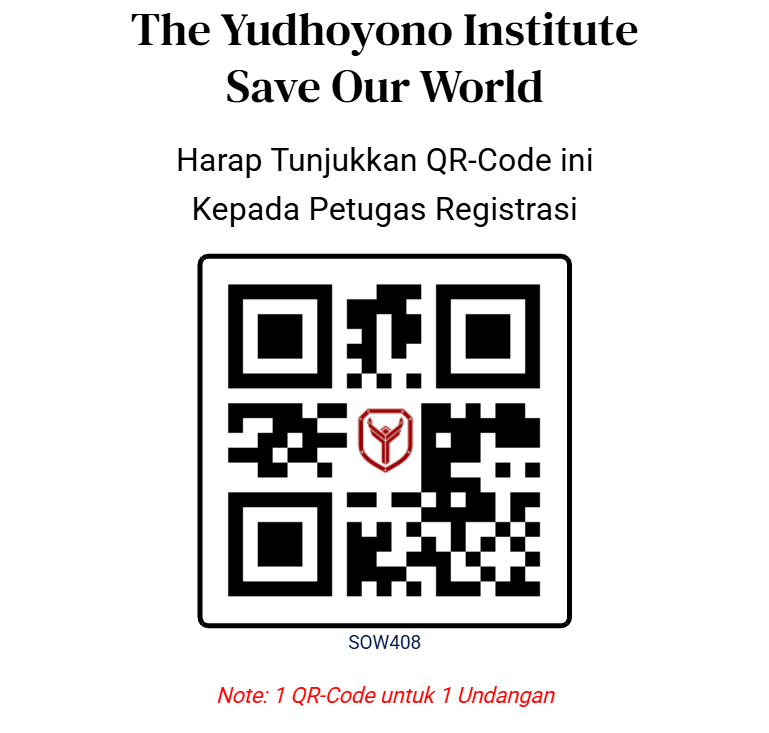 The Yudhoyono Institute
Save Our World
Harap Tunjukkan QR-Code ini
Kepada Petugas Registrasi
SOW408
Note: 1 QR-Code untuk 1 Undangan